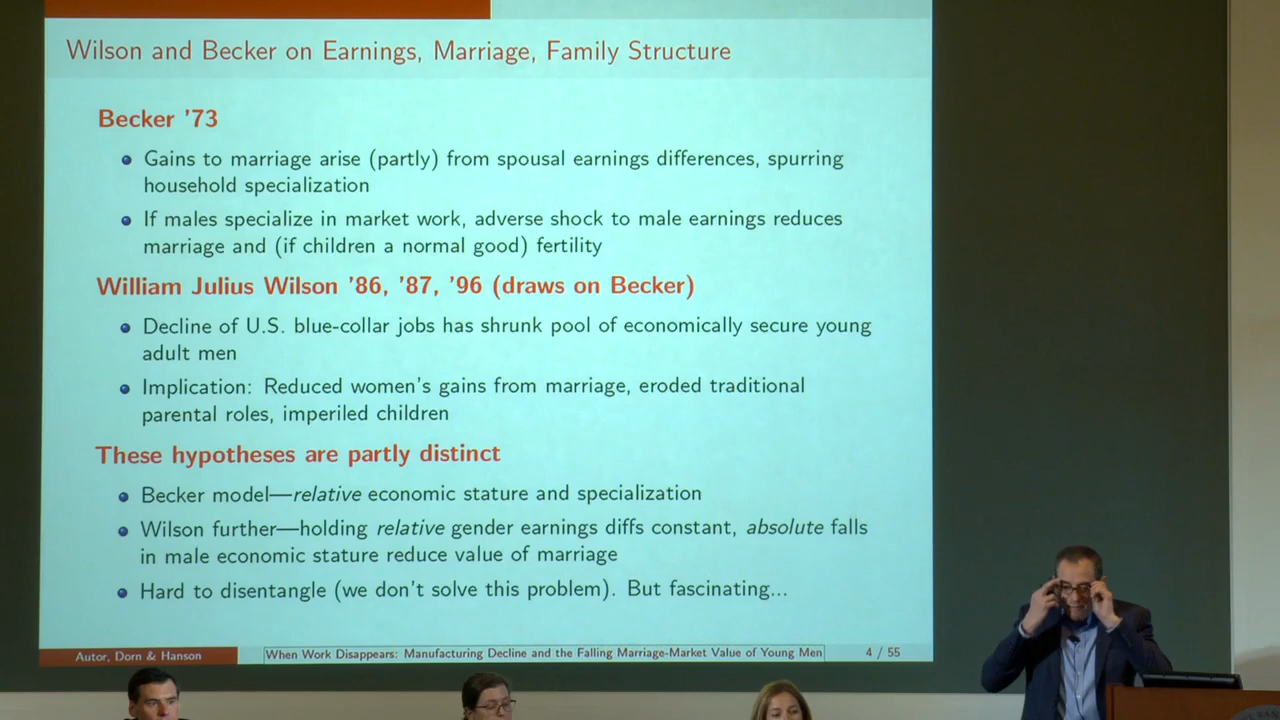 Wilson and Becker on Earnings, Marriage, Family Structure
Becker '73
Gains to marriage arise (partly) from spousal earnings differences, spurring
household specialization
If males specialize in market work, adverse shock to male earnings reduces
marriage and (if children a normal good) fertility
William Julius Wilson '86, '87, '96 (draws on Becker)
Decline of U.S. blue-collar jobs has shrunk pool of economically secure young
adult men
Implication: Reduced women's gains from marriage, eroded traditional
parental roles, imperiled children
These hypotheses are partly distinct
Becker model—relative economic stature and specialization
Wilson further—holding relative gender earnings diffs constant, absolute falls
in male economic stature reduce value of marriage
Hard to disentangle (we don't solve this problem). But fascinating...
Autor, Dorn & Hanson
When Work Disappears: Manufacturing Decline and the Falling Marriage-Market Value of Young Men
4 / 55